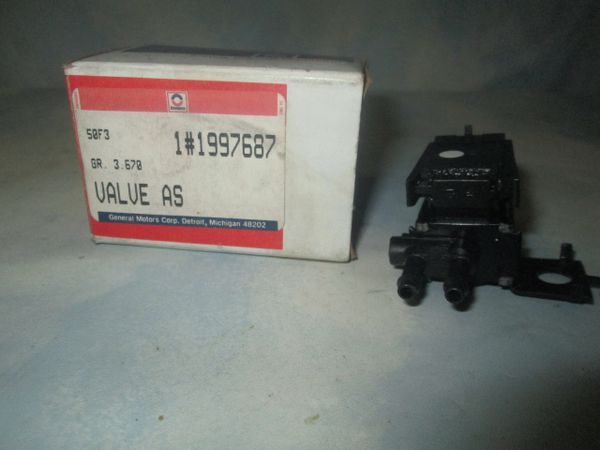 50F3
1#1997687
GR. 3.670
VALVE AS
General Motors Corp. Detroit, Michigan 48202